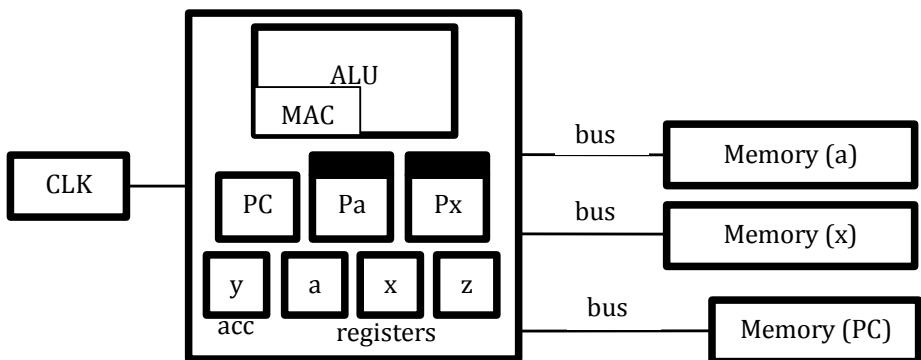 ALU
MAC
bus
Memory (a)
CLK
PC
Pa
Px
bus
Memory (x)
y
a
x
z
acc
registers
bus
Memory (PC)